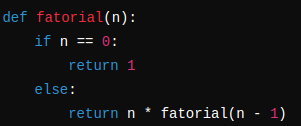 def fatorial(n):
    if n == 0:
        return 1
    else:
        return n * fatorial(n - 1)